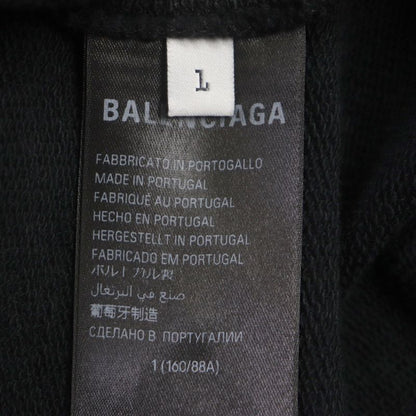 1
BALENCIAGA
FABBRICATO IN PORTOGALLO
MADE IN PORTUGAL
FABRIQUÉ AU PORTUGAL
HECHO EN PORTUGAL
HERGESTELLT IN PORTUGAL
FABRICADO EM PORTUGAL
ポルトガル製
صنع في البرتغال
葡萄牙制造
СДЕЛАНО В ПОРТУГАЛИИ
1 (160/88A)